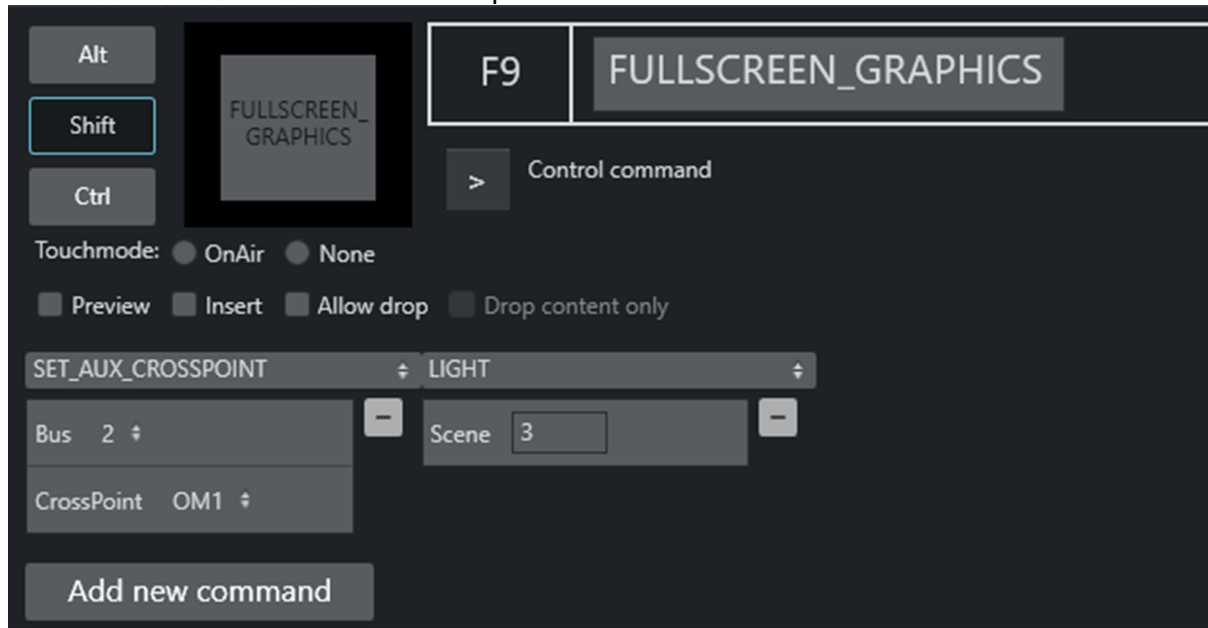 Alt
Shift
Ctrl
FULLSCREEN_
GRAPHICS
F9 FULLSCREEN_GRAPHICS
> Control command
Touchmode: OnAir None
Preview Insert Allow drop Drop content only
SET_AUX_CROSSPOINT LIGHT
Bus 2 − Scene 3 −
CrossPoint OM1
Add new command